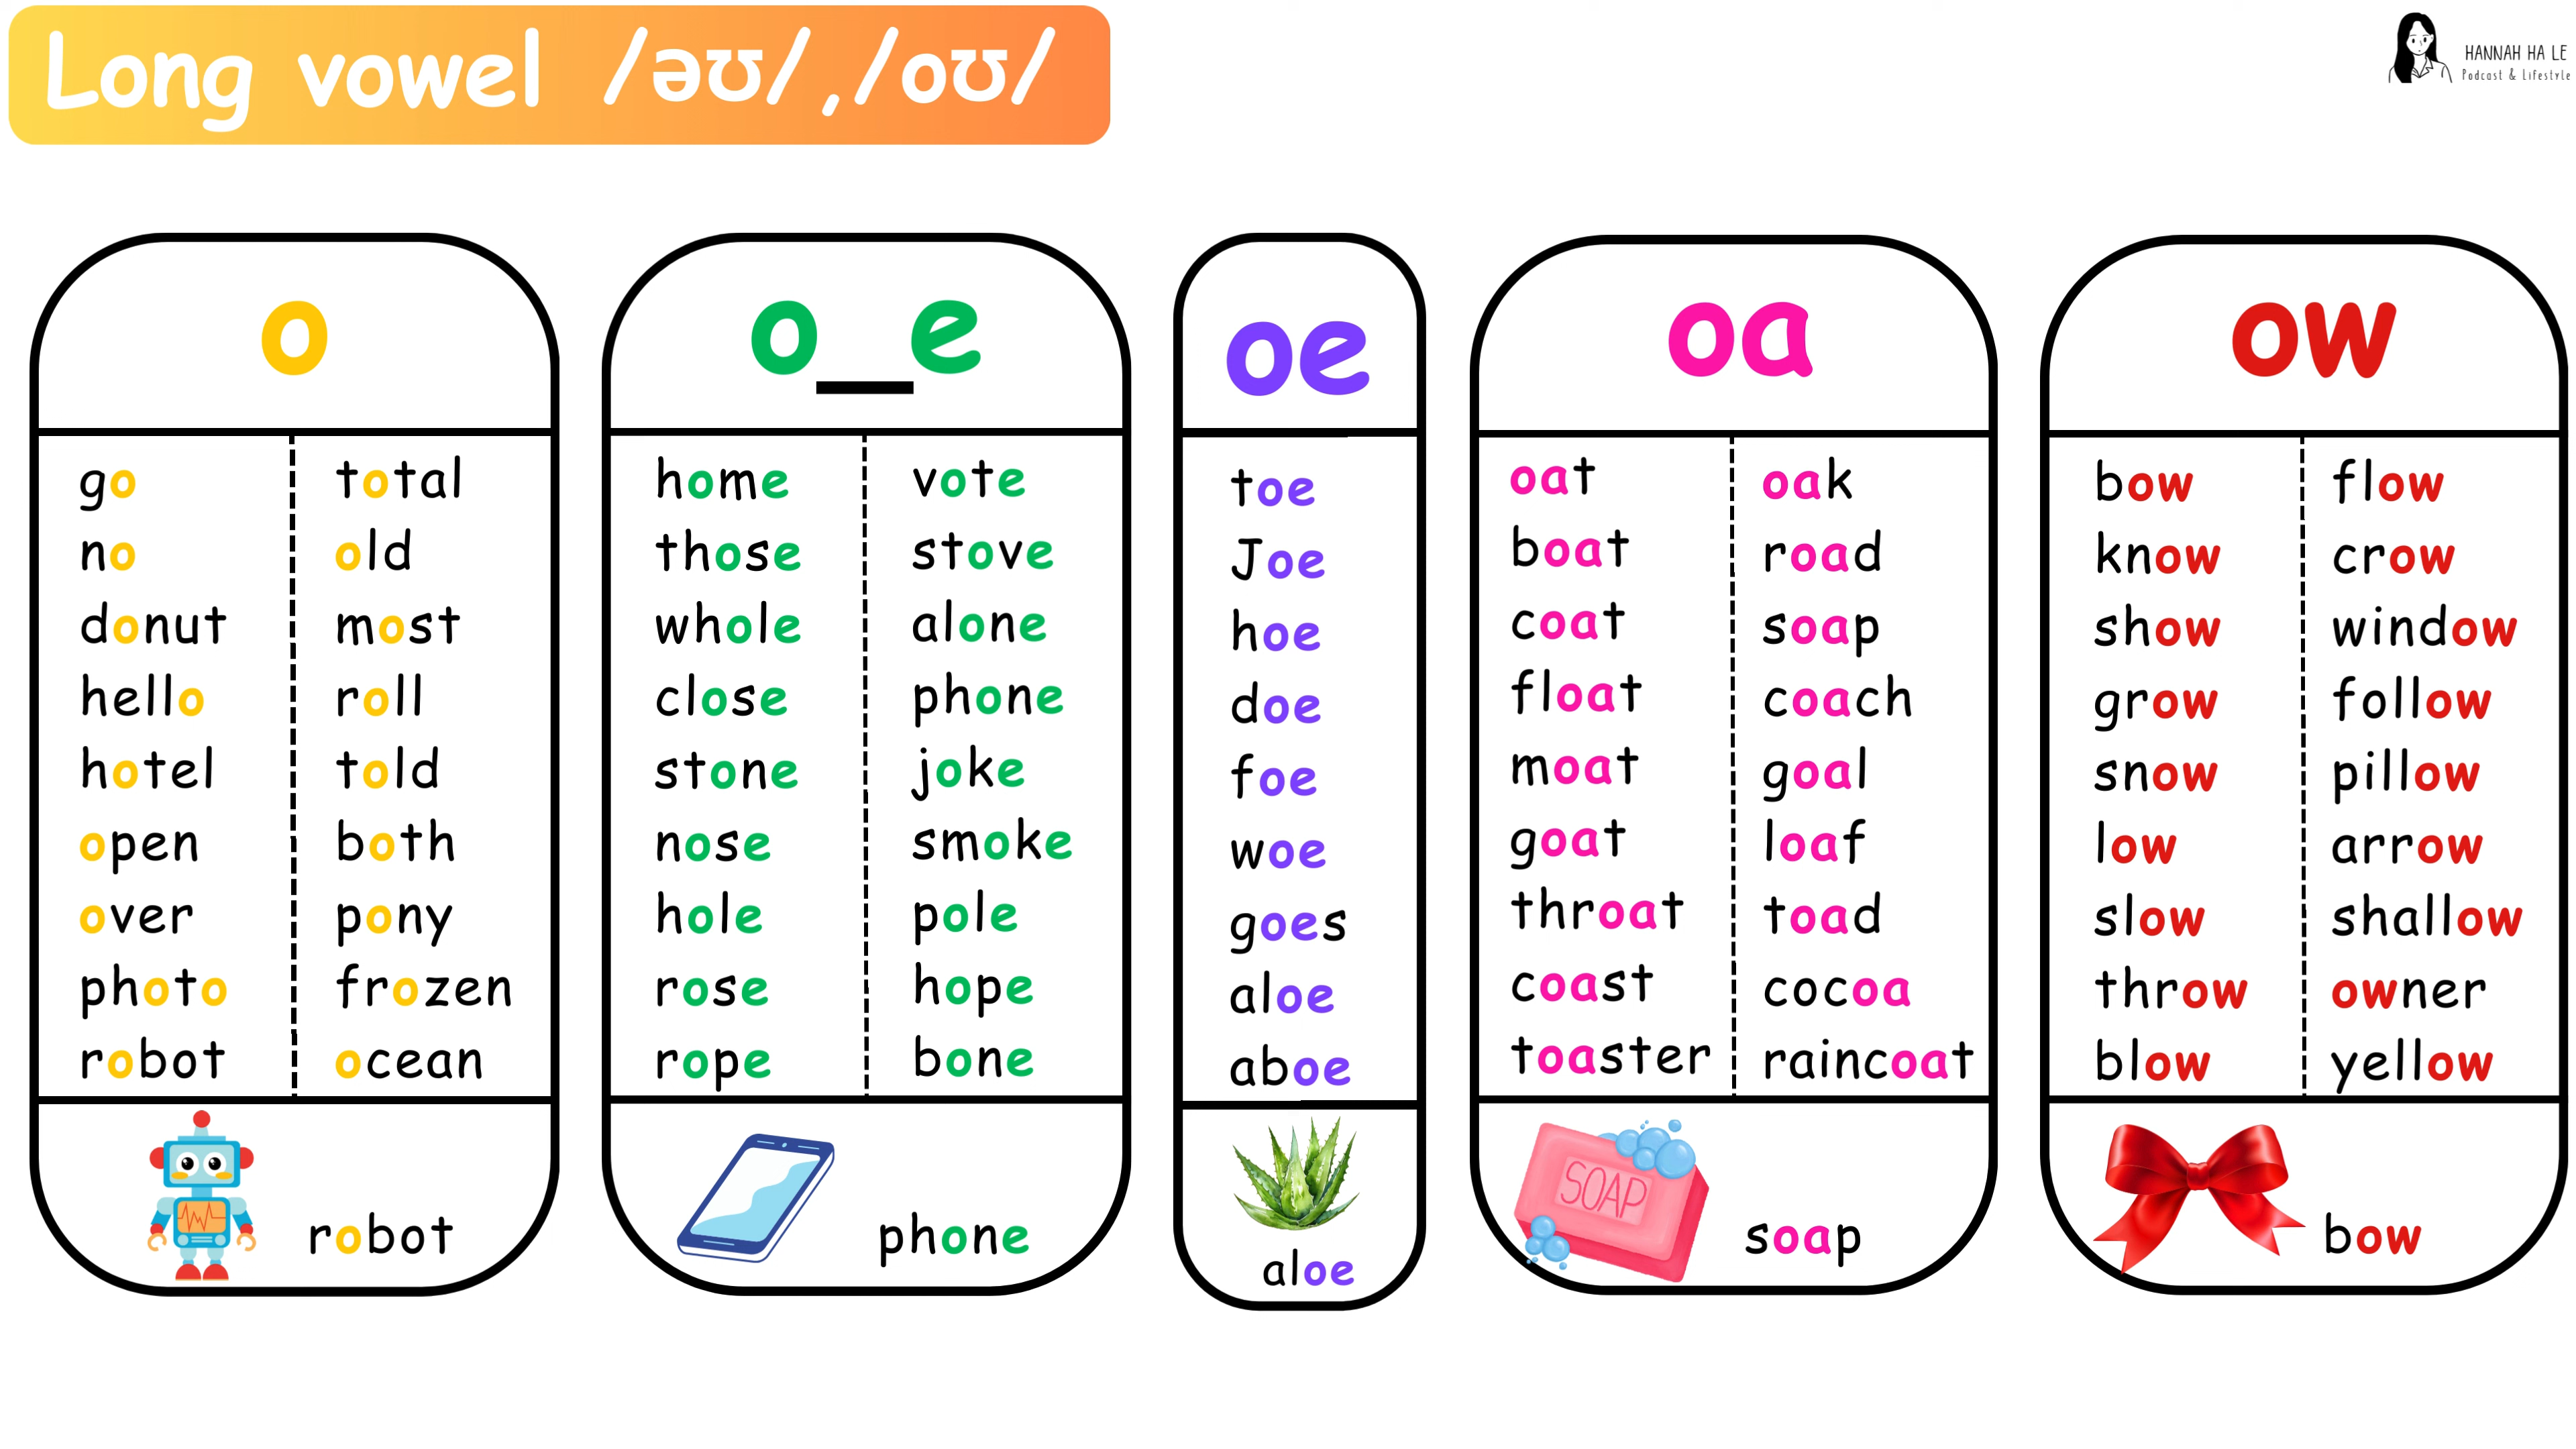 Long vowel /əʊ/,/oʊ/
HANNAH HA LE
Podcast & Lifestyle
o
go total
no old
donut most
hello roll
hotel told
open both
over pony
photo frozen
robot ocean
robot
o_e
home vote
those stove
whole alone
close phone
stone joke
nose smoke
hole pole
rose hope
rope bone
phone
oe
toe
Joe
hoe
doe
foe
woe
goes
aloe
aboe
aloe
oa
oat oak
boat road
coat soap
float coach
moat goal
goat loaf
throat toad
coast cocoa
toaster raincoat
SOAP
soap
ow
bow flow
know crow
show window
grow follow
snow pillow
low arrow
slow shallow
throw owner
blow yellow
bow